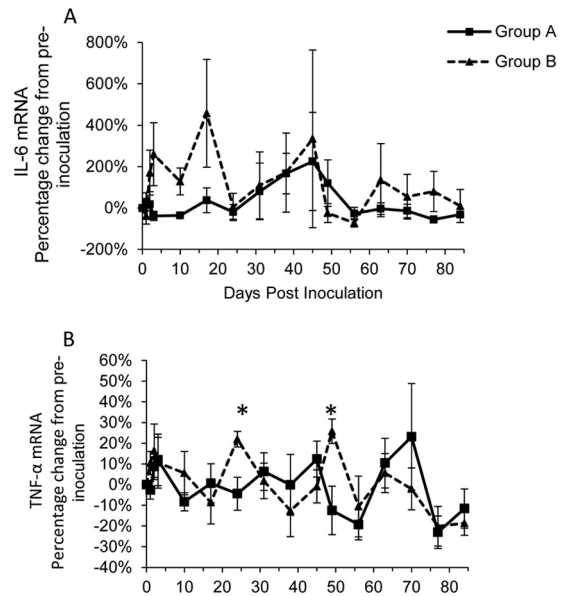 A
Group A
Group B
IL-6 mRNA
Percentage change from pre-
inoculation
800%
600%
400%
200%
0%
-200%
0 10 20 30 40 50 60 70 80
Days Post Inoculation
B
TNF-α mRNA
Percentage change from pre-
inoculation
60%
50%
40%
30%
20%
10%
0%
-10%
-20%
-30%
-40%
* *
0 10 20 30 40 50 60 70 80